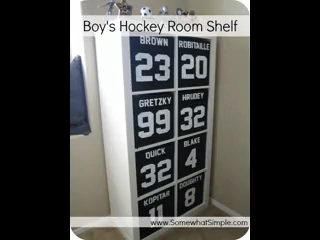 Boy's Hockey Room Shelf
BROWN ROBITAILLE
23 20
GRETZKY HRUDEY
99 32
QUICK BLAKE
32 4
KOPITAR DOUGHTY
11 8
www.SomewhatSimple.com